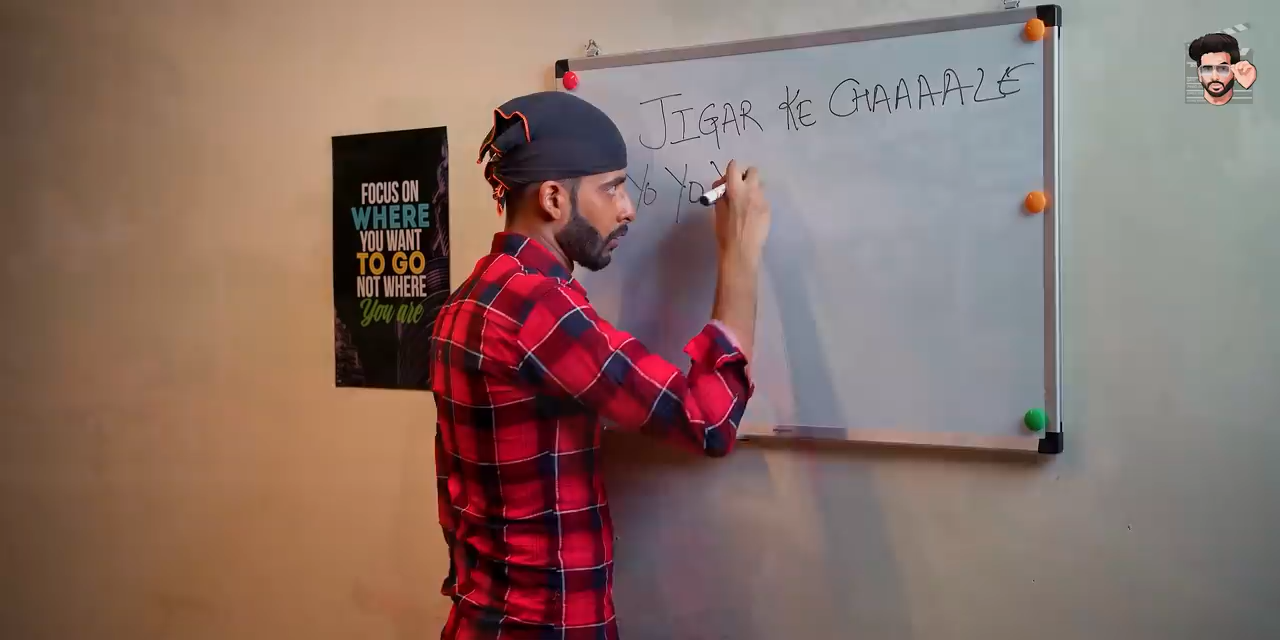 FOCUS ON
WHERE
YOU WANT
TO GO
NOT WHERE
You are
JIGAR KE CHAAAALE
Yo Yo Y